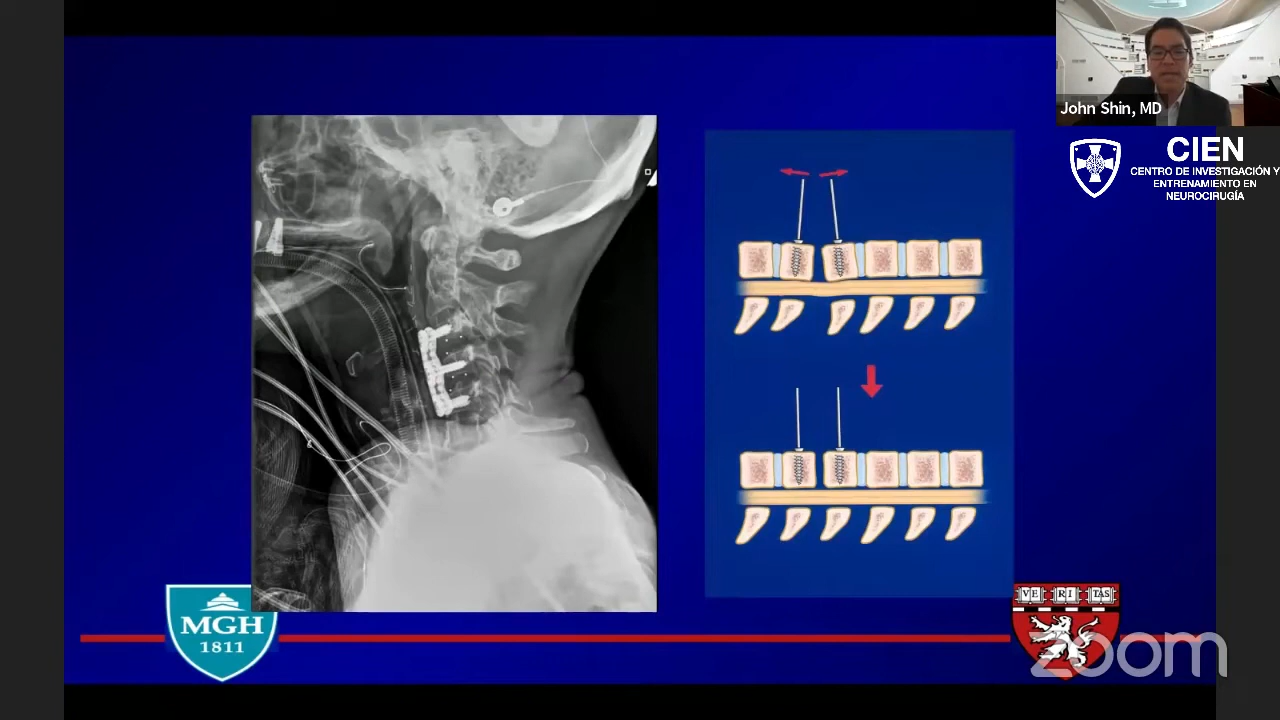 John Shin, MD
CIEN
CENTRO DE INVESTIGACIÓN Y
ENTRENAMIENTO EN
NEUROCIRUGÍA
MGH
1811
VE RI TAS
zoom